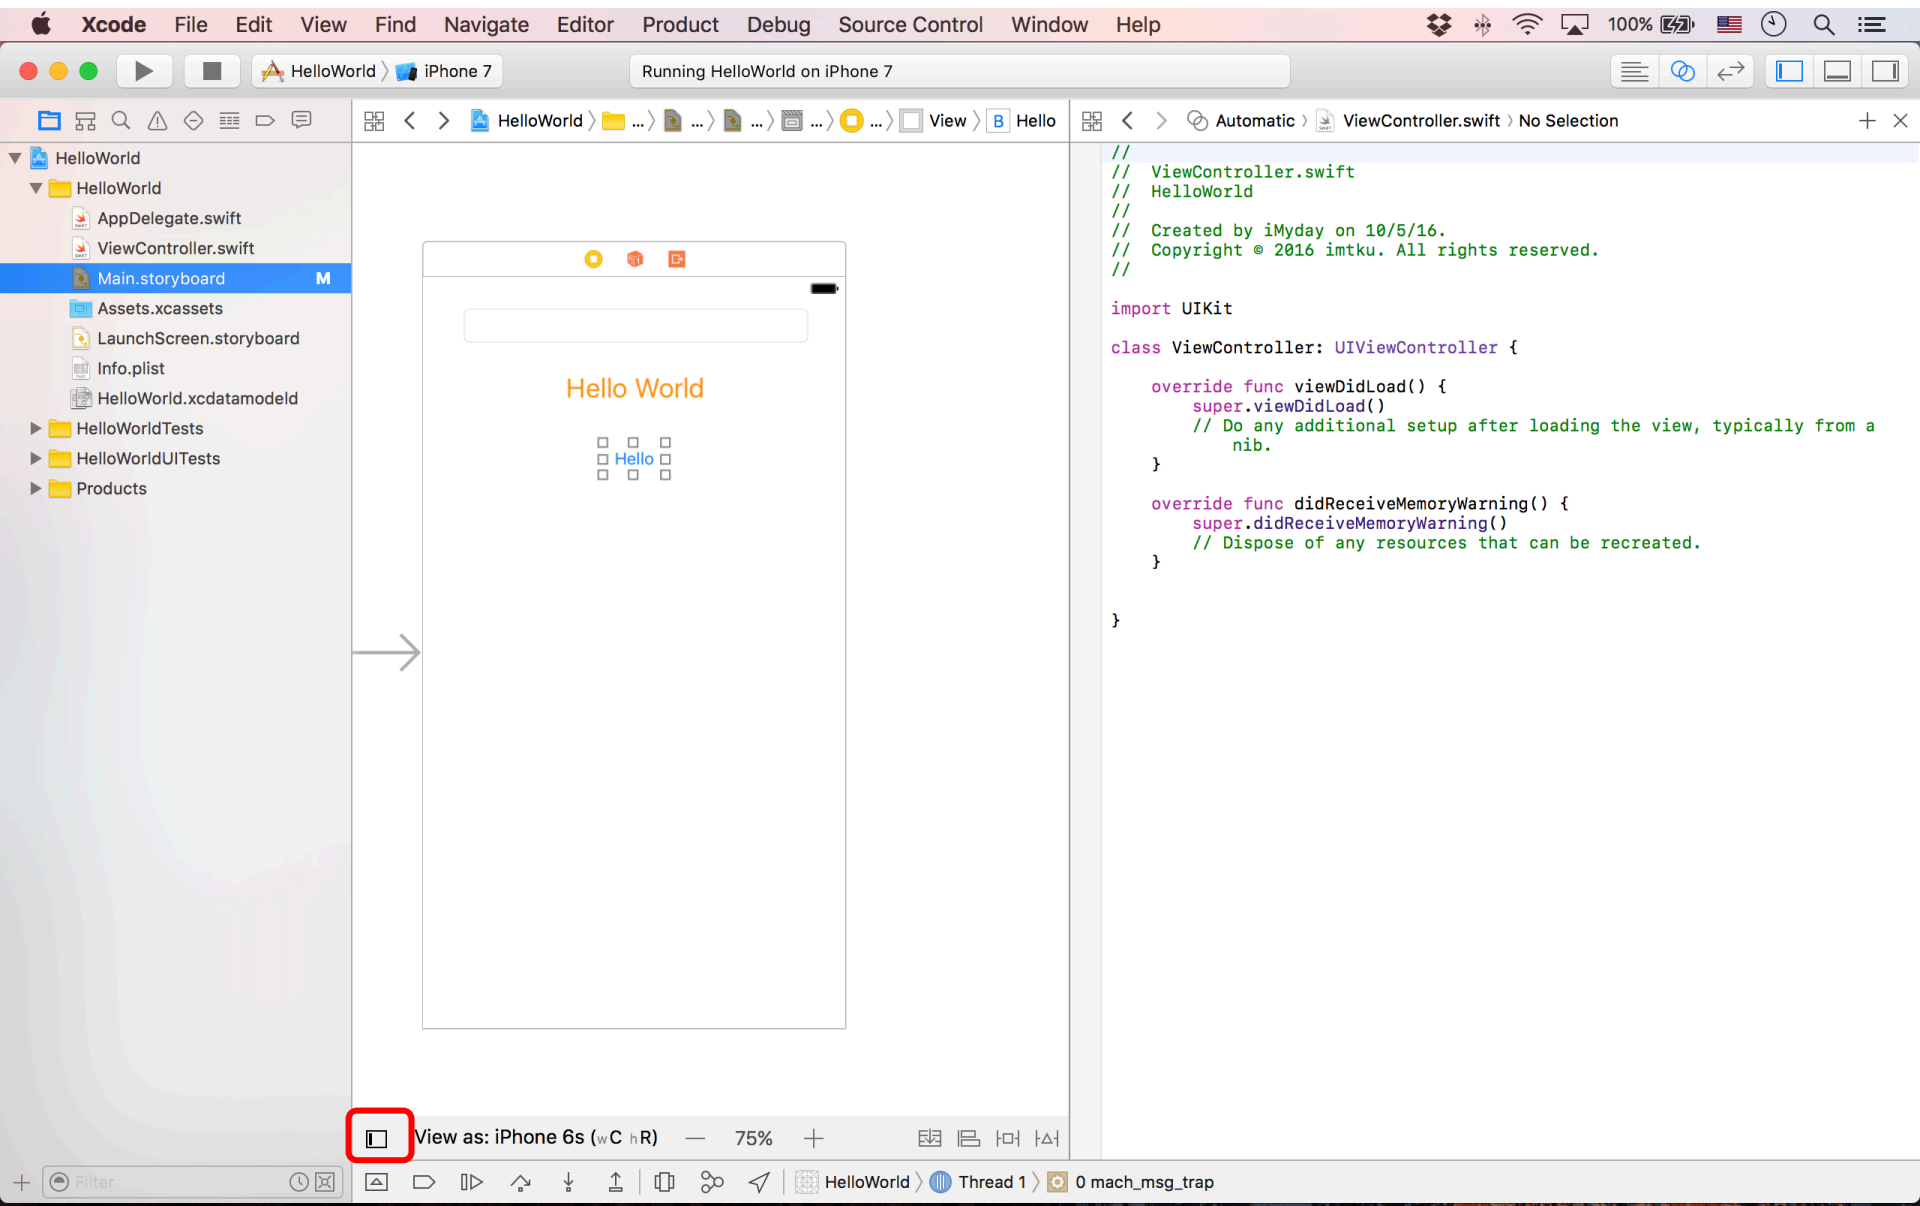 Xcode File Edit View Find Navigate Editor Product Debug Source Control Window Help 100%
HelloWorld iPhone 7 Running HelloWorld on iPhone 7
HelloWorld ... ... ... ... ... View B Hello
Automatic ViewController.swift No Selection
HelloWorld
HelloWorld
AppDelegate.swift
ViewController.swift
Main.storyboard M
Assets.xcassets
LaunchScreen.storyboard
Info.plist
HelloWorld.xcdatamodeld
HelloWorldTests
HelloWorldUITests
Products
Hello World
Hello
//
// ViewController.swift
// HelloWorld
//
// Created by iMyday on 10/5/16.
// Copyright © 2016 imtku. All rights reserved.
//
import UIKit
class ViewController: UIViewController {
override func viewDidLoad() {
super.viewDidLoad()
// Do any additional setup after loading the view, typically from a
nib.
}
override func didReceiveMemoryWarning() {
super.didReceiveMemoryWarning()
// Dispose of any resources that can be recreated.
}
}
View as: iPhone 6s (wC hR) — 75% +
Filter
HelloWorld Thread 1 0 mach_msg_trap